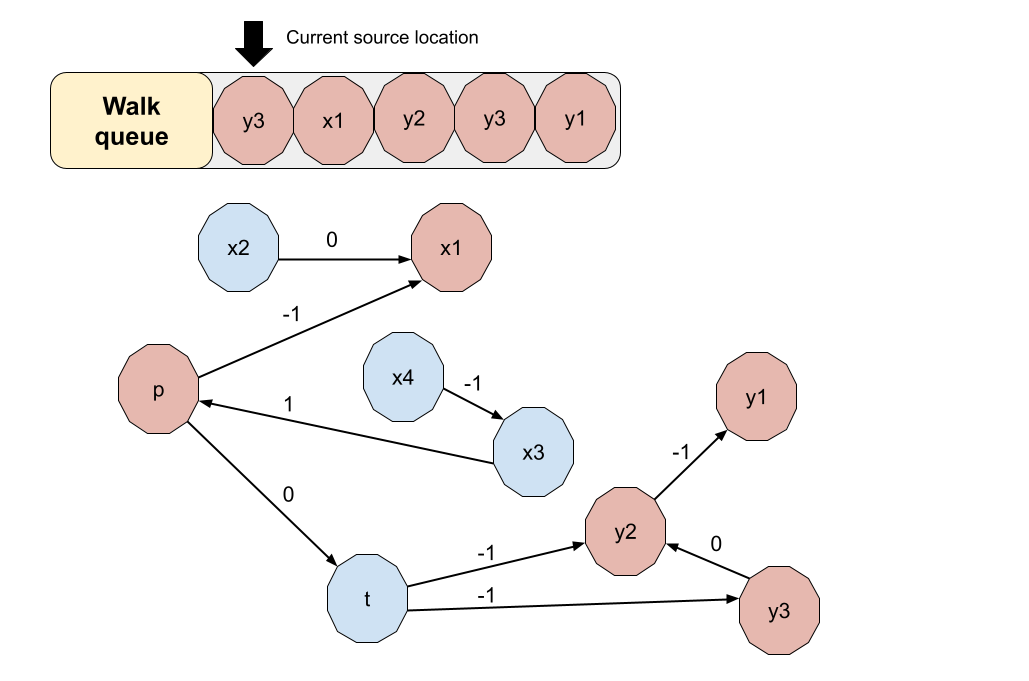 Current source location
Walk
queue
y3 x1 y2 y3 y1
x2 0 x1
-1
p
x4 -1
1
x3
y1
-1
0
y2
0
-1
t
-1
y3